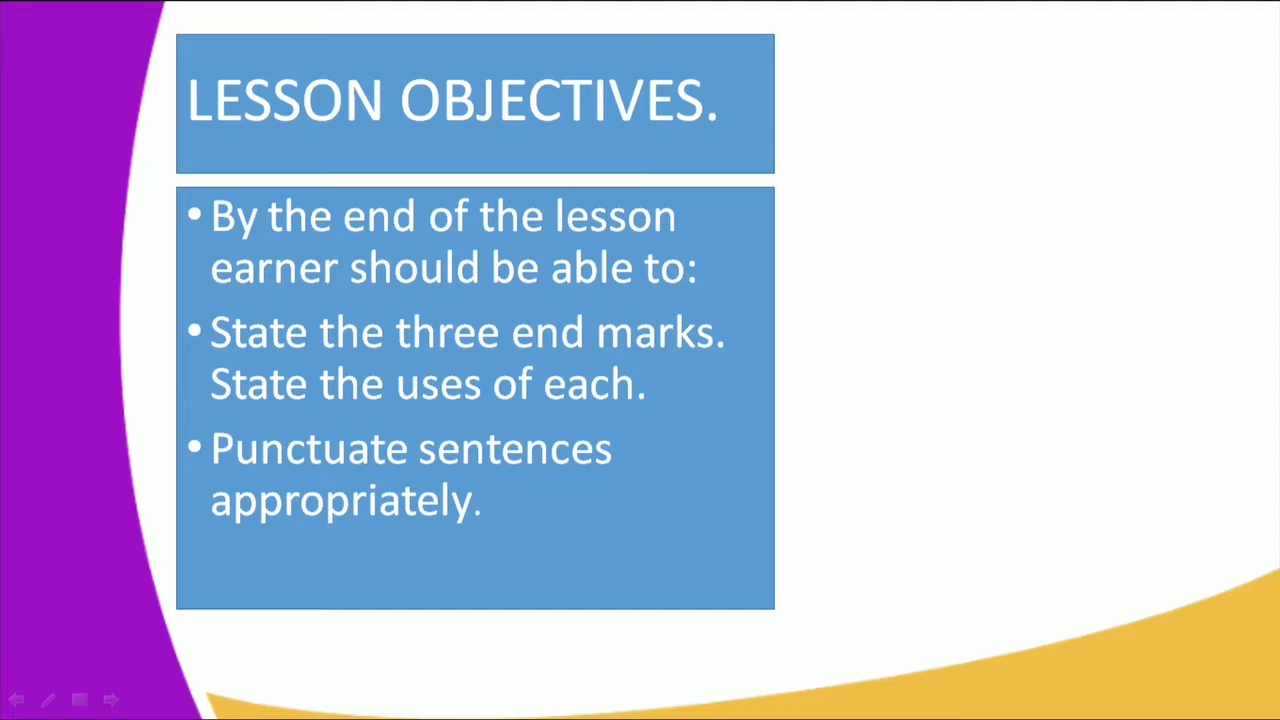 LESSON OBJECTIVES.
• By the end of the lesson
earner should be able to:
• State the three end marks.
State the uses of each.
• Punctuate sentences
appropriately.